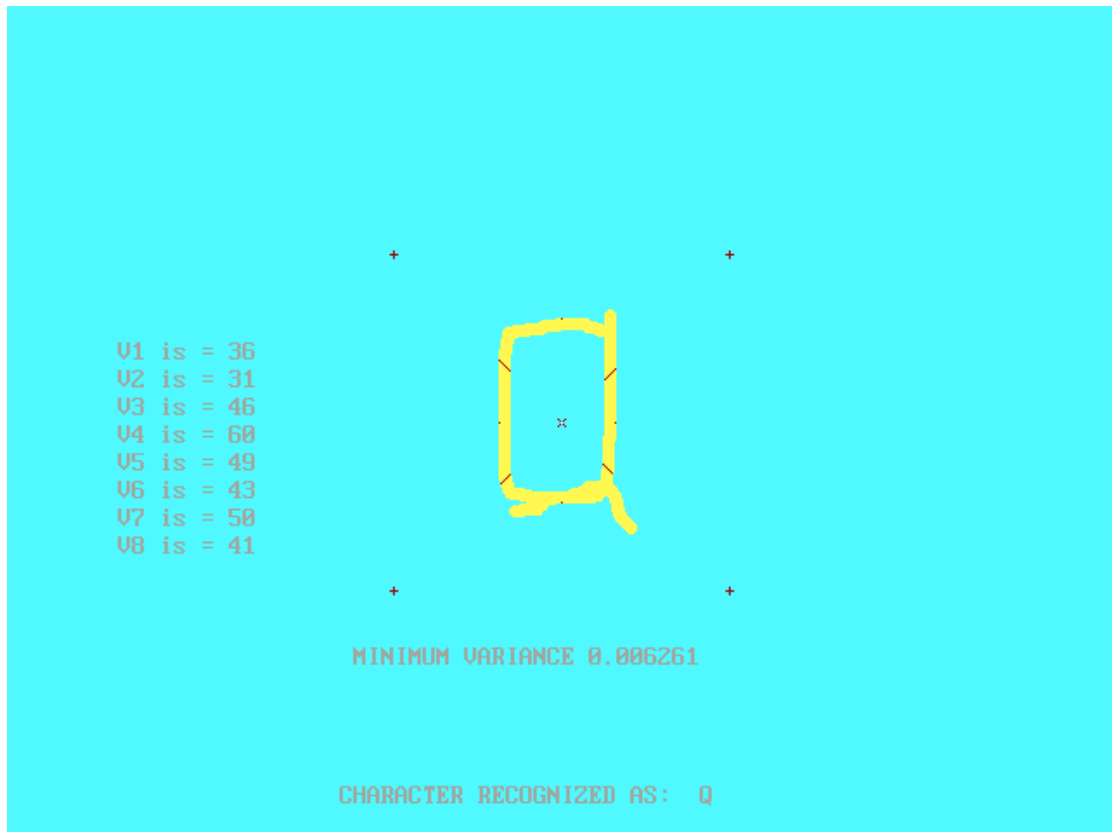 V1 is = 36
V2 is = 31
V3 is = 46
V4 is = 60
V5 is = 49
V6 is = 43
V7 is = 50
V8 is = 41
MINIMUM VARIANCE 0.006261
CHARACTER RECOGNIZED AS: Q